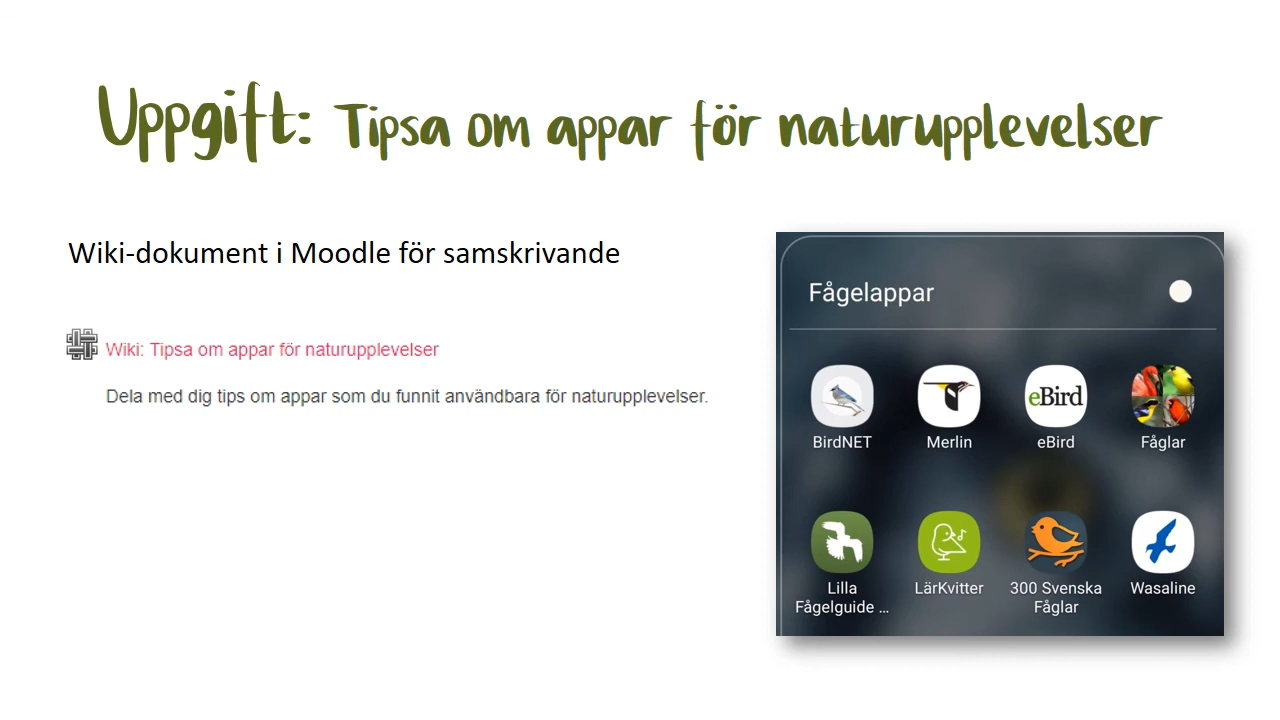 Uppgift: Tipsa om appar för naturupplevelser
Wiki-dokument i Moodle för samskrivande
Wiki: Tipsa om appar för naturupplevelser
Dela med dig tips om appar som du funnit användbara för naturupplevelser.
Fågelappar
eBird
BirdNET
Merlin
eBird
Fåglar
Lilla
Fågelguide ...
LärKvitter
300 Svenska
Fåglar
Wasaline